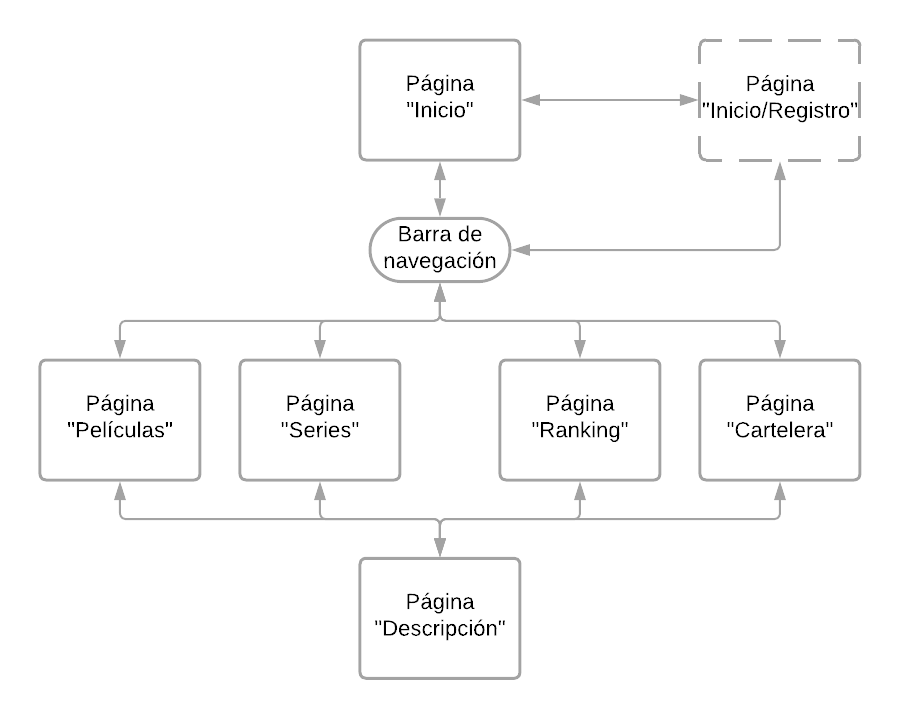 Página
"Inicio"
Página
"Inicio/Registro"
Barra de
navegación
Página
"Películas"
Página
"Series"
Página
"Ranking"
Página
"Cartelera"
Página
"Descripción"